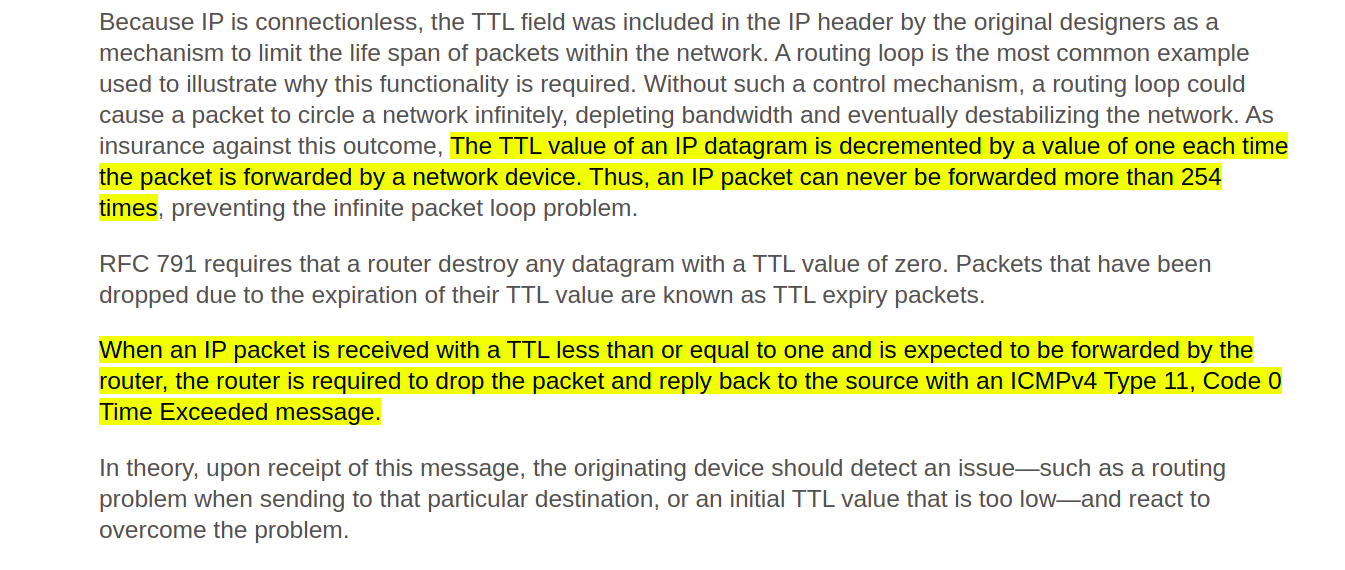 Because IP is connectionless, the TTL field was included in the IP header by the original designers as a
mechanism to limit the life span of packets within the network. A routing loop is the most common example
used to illustrate why this functionality is required. Without such a control mechanism, a routing loop could
cause a packet to circle a network infinitely, depleting bandwidth and eventually destabilizing the network. As
insurance against this outcome, The TTL value of an IP datagram is decremented by a value of one each time
the packet is forwarded by a network device. Thus, an IP packet can never be forwarded more than 254
times, preventing the infinite packet loop problem.
RFC 791 requires that a router destroy any datagram with a TTL value of zero. Packets that have been
dropped due to the expiration of their TTL value are known as TTL expiry packets.
When an IP packet is received with a TTL less than or equal to one and is expected to be forwarded by the
router, the router is required to drop the packet and reply back to the source with an ICMPv4 Type 11, Code 0
Time Exceeded message.
In theory, upon receipt of this message, the originating device should detect an issue—such as a routing
problem when sending to that particular destination, or an initial TTL value that is too low—and react to
overcome the problem.